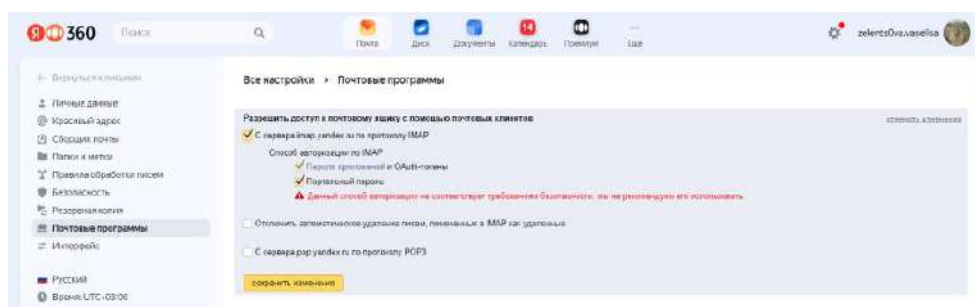 Я 360 Поиск Почта Диск Документы 14 Календарь Премиум Ещё zelents0va.vaselisa
← Вернуться к письмам
Все настройки › Почтовые программы
Личные данные
Красивый адрес
Сборщик почты
Папки и метки
Правила обработки писем
Безопасность
Резервная копия
Почтовые программы
Интерфейс
Русский
Время: UTC+03:00
Разрешить доступ к почтовому ящику с помощью почтовых клиентов
отменить изменения
С сервера imap.yandex.ru по протоколу IMAP
Способ авторизации по IMAP
Пароли приложений и OAuth-токены
Портальный пароль
Данный способ авторизации не соответствует требованиям безопасности, мы не рекомендуем его использовать.
Отключить автоматическое удаление писем, помеченных в IMAP как удаленные
С сервера pop.yandex.ru по протоколу POP3
сохранить изменения